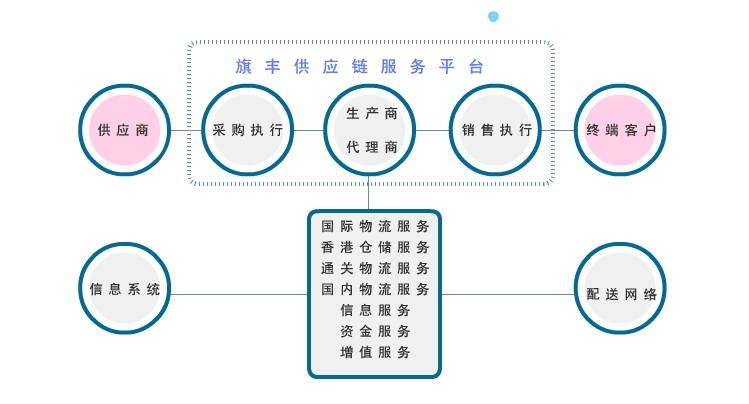 旗丰供应链服务平台
供应商
采购执行
生产商
代理商
销售执行
终端客户
国际物流服务
香港仓储服务
通关物流服务
国内物流服务
信息服务
资金服务
增值服务
信息系统
配送网络